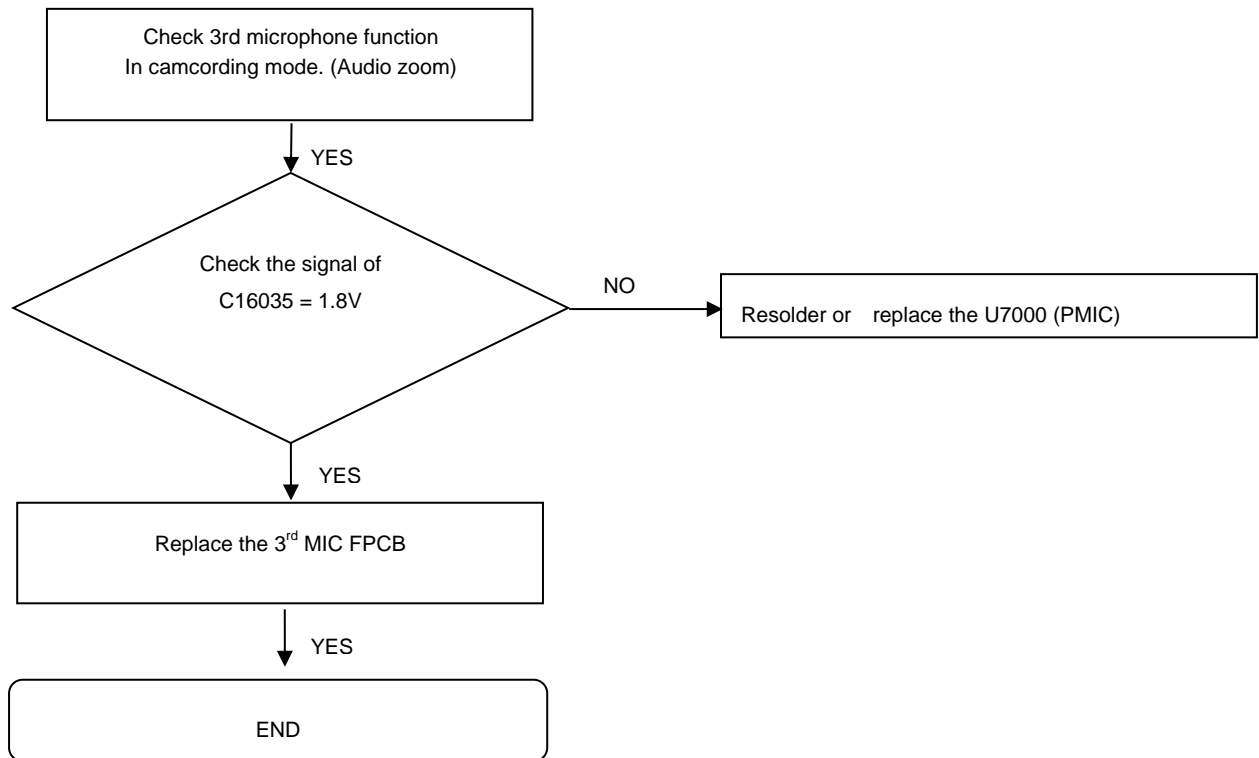 Check 3rd microphone function
In camcording mode. (Audio zoom)
YES
Check the signal of
C16035 = 1.8V
NO
Resolder or replace the U7000 (PMIC)
YES
Replace the 3rd MIC FPCB
YES
END